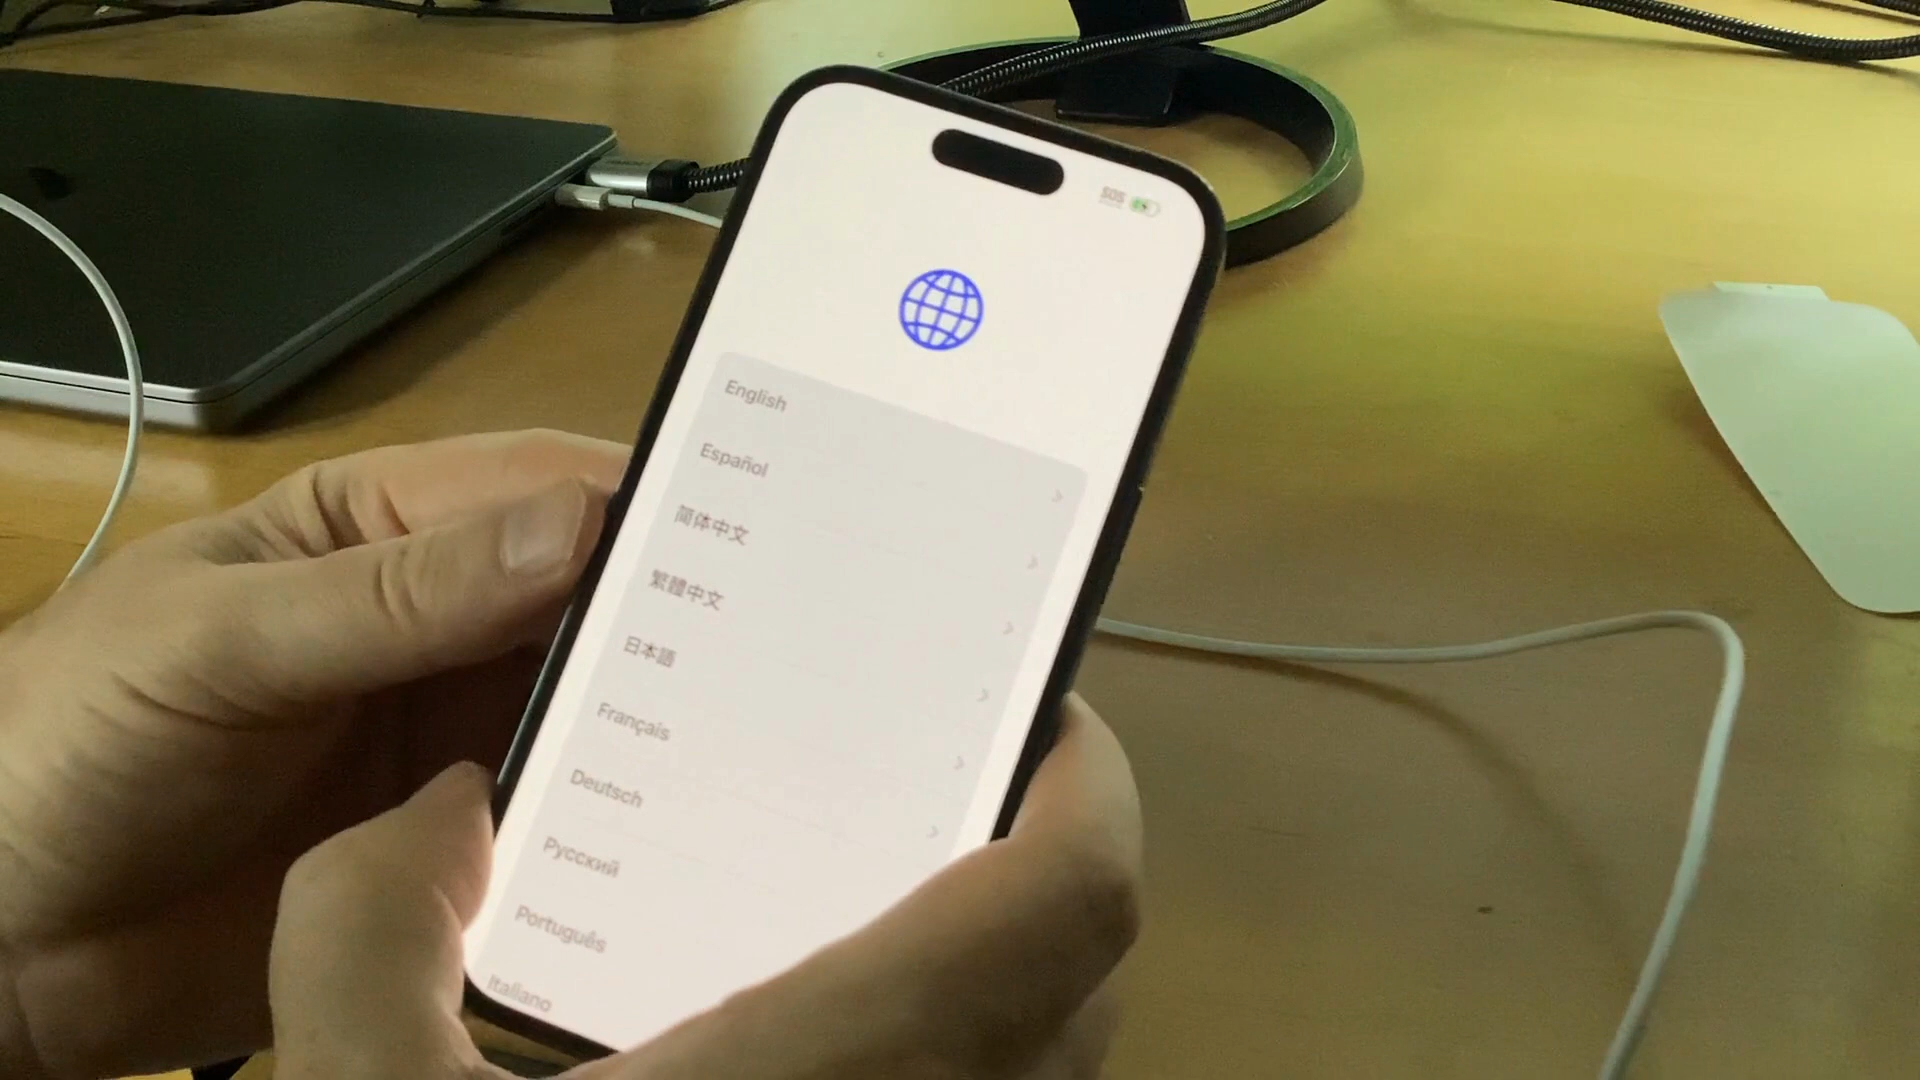 SOS
English
Español
简体中文
繁體中文
日本語
Français
Deutsch
Русский
Português
Italiano